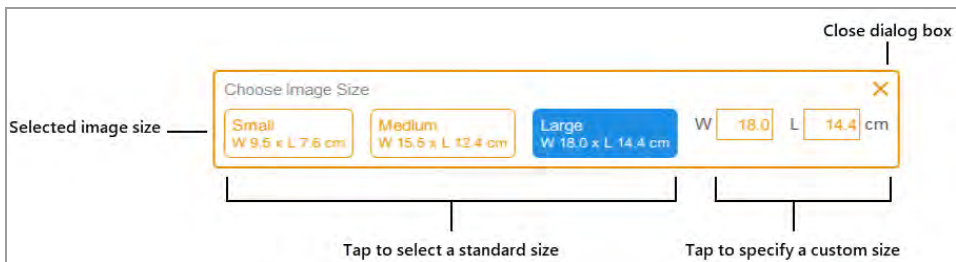 Close dialog box
Choose Image Size
Selected image size
Small
W 9.5 x L 7.6 cm
Medium
W 15.5 x L 12.4 cm
Large
W 18.0 x L 14.4 cm
W 18.0 L 14.4 cm
Tap to select a standard size
Tap to specify a custom size